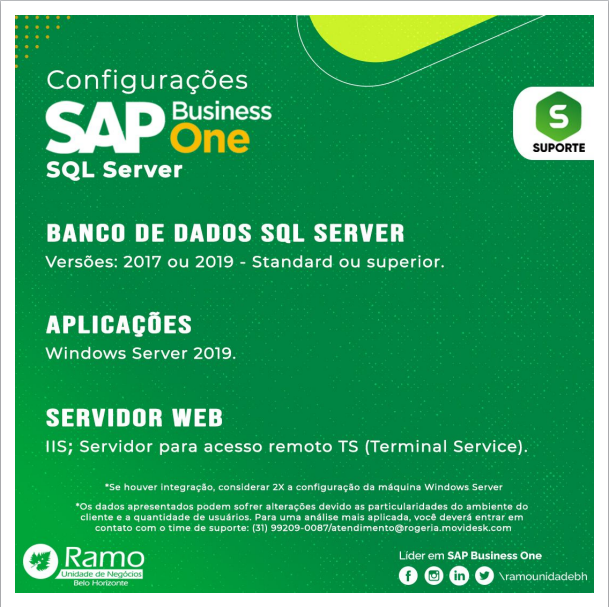 Configurações
SAP Business One
SQL Server
S
SUPORTE
BANCO DE DADOS SQL SERVER
Versões: 2017 ou 2019 - Standard ou superior.
APLICAÇÕES
Windows Server 2019.
SERVIDOR WEB
IIS; Servidor para acesso remoto TS (Terminal Service).
*Se houver integração, considerar 2X a configuração da máquina Windows Server
*Os dados apresentados podem sofrer alterações devido as particularidades do ambiente do
cliente e a quantidade de usuários. Para uma análise mais aplicada, você deverá entrar em
contato com o time de suporte: (31) 99209-0087/atendimento@rogeria.movidesk.com
Ramo
Unidade de Negócios
Belo Horizonte
Líder em SAP Business One
\ramounidadebh